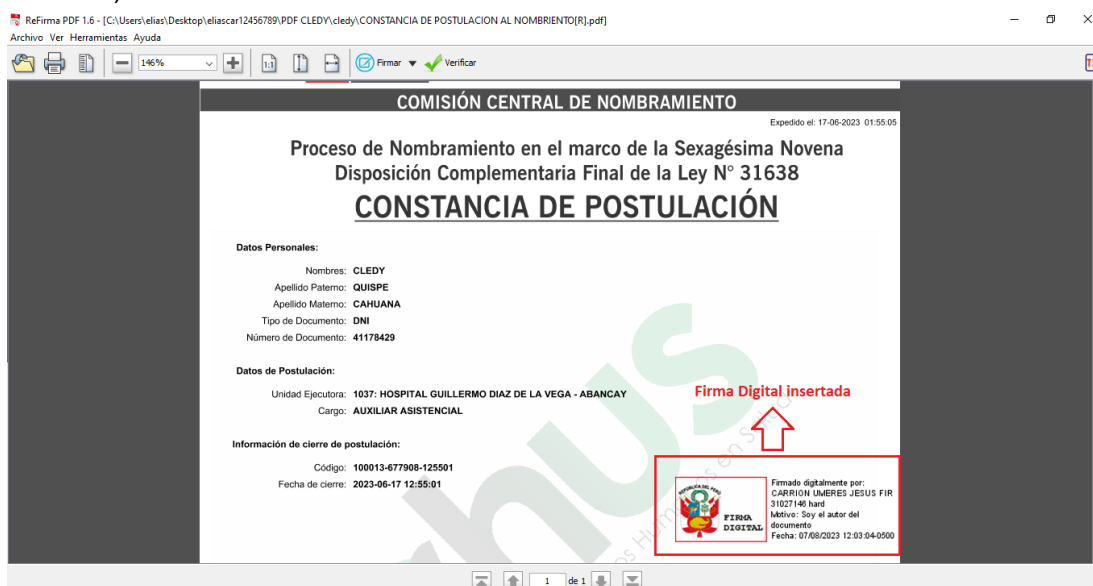 ReFirma PDF 1.6 - [C:\Users\elias\Desktop\eliascar12456789\PDF CLEDY\cledy\CONSTANCIA DE POSTULACION AL NOMBRIENTO[R].pdf]
Archivo Ver Herramientas Ayuda
146% 1:1 Firmar Verificar
COMISIÓN CENTRAL DE NOMBRAMIENTO
Expedido el: 17-06-2023 01:55:05
Proceso de Nombramiento en el marco de la Sexagésima Novena
Disposición Complementaria Final de la Ley N° 31638
CONSTANCIA DE POSTULACIÓN
Datos Personales:
Nombres: CLEDY
Apellido Paterno: QUISPE
Apellido Materno: CAHUANA
Tipo de Documento: DNI
Número de Documento: 41178429
Datos de Postulación:
Unidad Ejecutora: 1037: HOSPITAL GUILLERMO DIAZ DE LA VEGA - ABANCAY
Cargo: AUXILIAR ASISTENCIAL
Firma Digital insertada
Información de cierre de postulación:
Código: 100013-677908-125501
Fecha de cierre: 2023-06-17 12:55:01
FIRMA
DIGITAL
Firmado digitalmente por:
CARRION UMERES JESUS FIR
31027146 hard
Motivo: Soy el autor del
documento
Fecha: 07/08/2023 12:03:04-0500
1 de 1